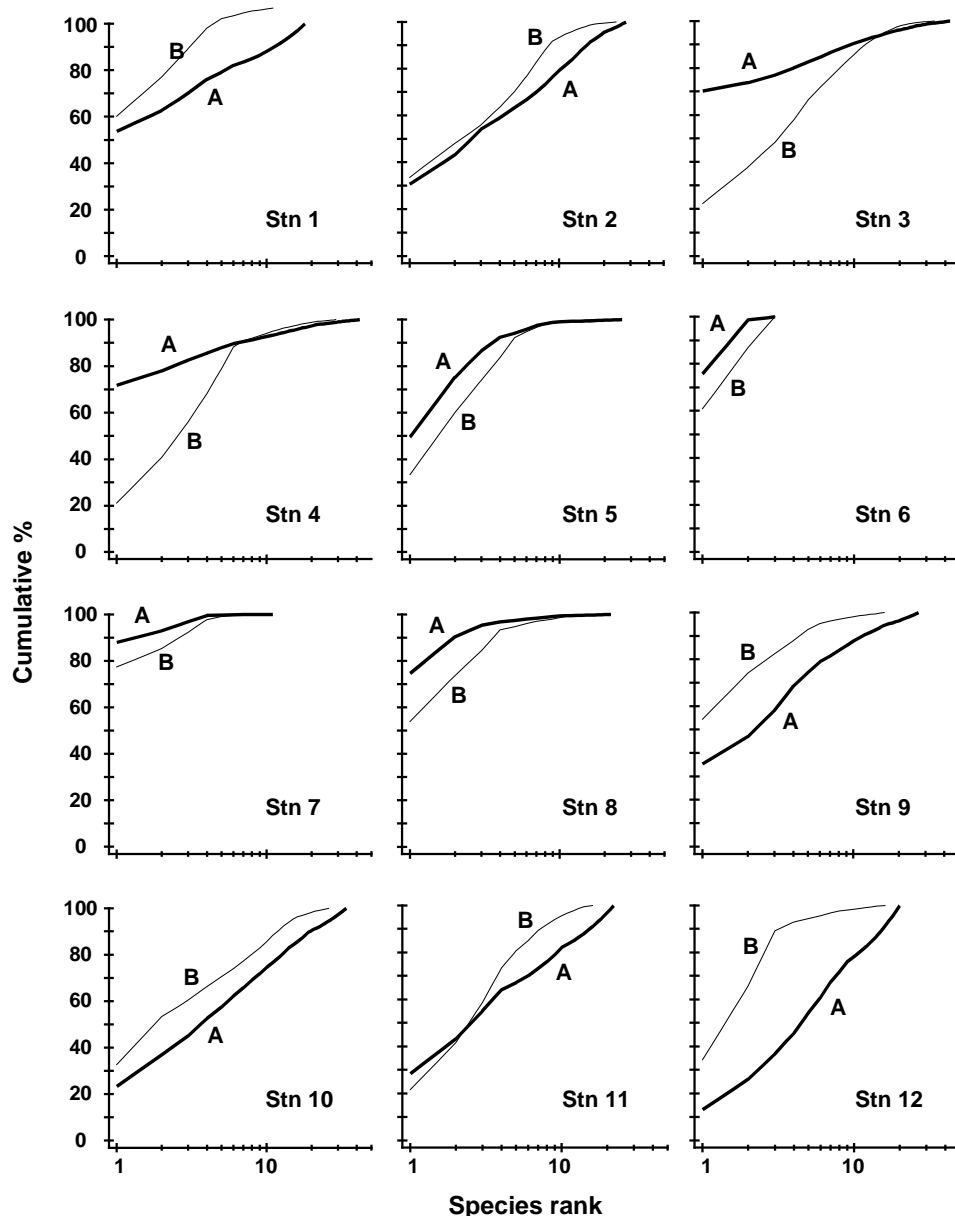 Cumulative %
100
80
60
40
20
0
B
A
Stn 1
B
A
Stn 2
A
B
Stn 3
100
80
60
40
20
0
A
B
Stn 4
A
B
Stn 5
A
B
Stn 6
100
80
60
40
20
0
A
B
Stn 7
A
B
Stn 8
B
A
Stn 9
100
80
60
40
20
0
B
A
Stn 10
B
A
Stn 11
B
A
Stn 12
1 10
1 10
1 10
Species rank